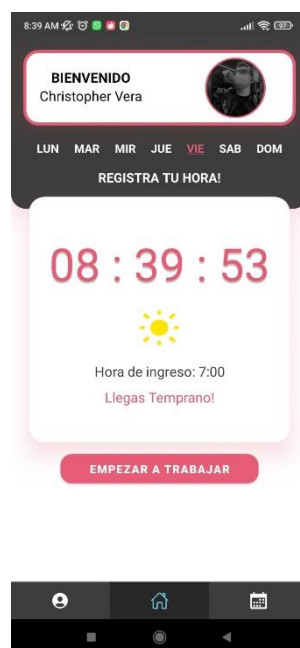 8:39 AM
97
BIENVENIDO
Christopher Vera
LUN MAR MIR JUE VIE SAB DOM
REGISTRA TU HORA!
08 : 39 : 53
Hora de ingreso: 7:00
Llegas Temprano!
EMPEZAR A TRABAJAR